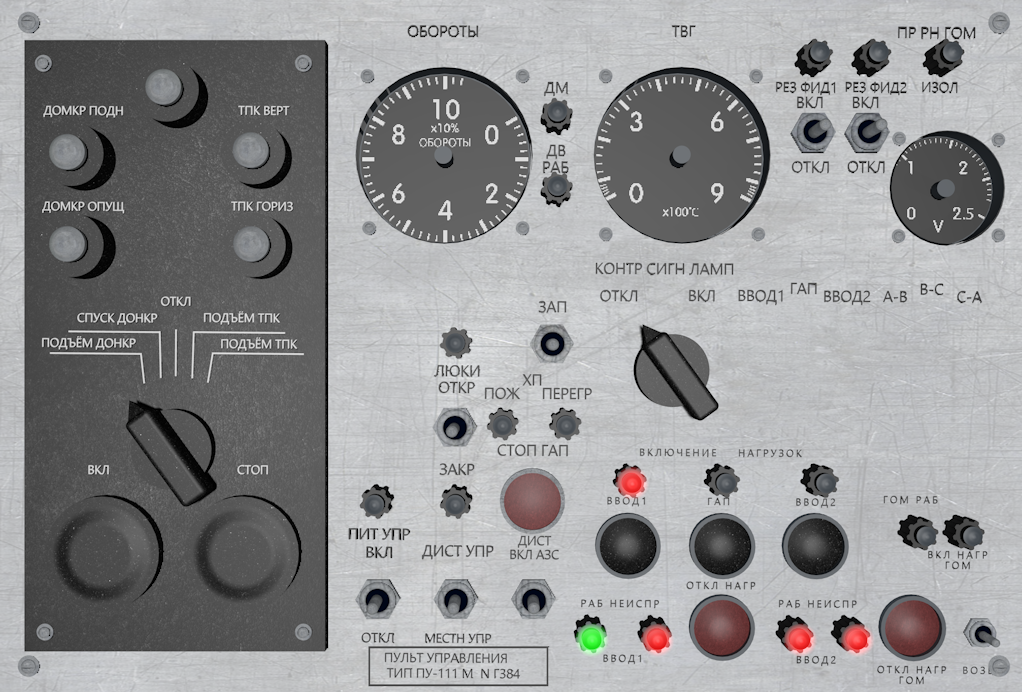 ОБОРОТЫ
ТВГ
ПР РН ГОМ
ДОМКР ПОДН
ТПК ВЕРТ
ДОМКР ОПУЩ
ТПК ГОРИЗ
ОТКЛ
СПУСК ДОНКР
ПОДЪЁМ ТПК
ПОДЪЁМ ДОНКР
ПОДЪЁМ ТПК
ВКЛ
СТОП
10
x10%
ОБОРОТЫ
8
0
6
4
2
ДМ
ДВ
РАБ
3
6
0
9
x100°C
РЕЗ ФИД1
ВКЛ
ОТКЛ
РЕЗ ФИД2
ВКЛ
ОТКЛ
ИЗОЛ
1
2
0
2.5
V
КОНТР СИГН ЛАМП
ОТКЛ
ВКЛ
ВВОД1
ГАП
ВВОД2
А-В
В-С
С-А
ЗАП
ХП
ЛЮКИ
ОТКР
ЗАКР
ПОЖ
ПЕРЕГР
СТОП ГАП
ВКЛЮЧЕНИЕ НАГРУЗОК
ВВОД1
ГАП
ВВОД2
ОТКЛ НАГР
ГОМ РАБ
ВКЛ НАГР
ГОМ
ПИТ УПР
ВКЛ
ОТКЛ
ДИСТ УПР
МЕСТН УПР
ДИСТ
ВКЛ АЗС
РАБ НЕИСПР
ВВОД1
РАБ НЕИСПР
ВВОД2
ОТКЛ НАГР
ГОМ
ПУЛЬТ УПРАВЛЕНИЯ
ТИП ПУ-111 М N Г384